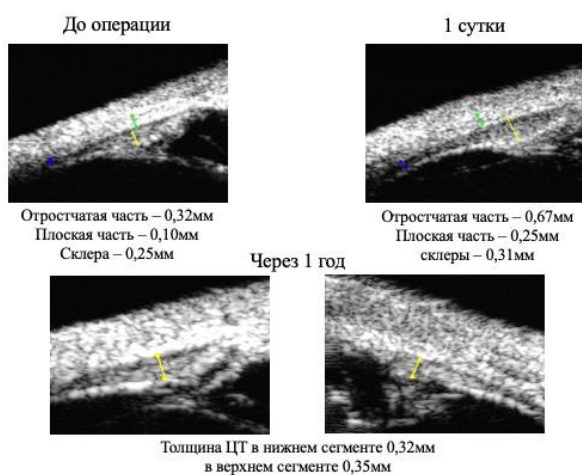 До операции
1 сутки
Отростчатая часть – 0,32мм
Плоская часть – 0,10мм
Склера – 0,25мм
Отростчатая часть – 0,67мм
Плоская часть – 0,25мм
склеры – 0,31мм
Через 1 год
Толщина ЦТ в нижнем сегменте 0,32мм
в верхнем сегменте 0,35мм